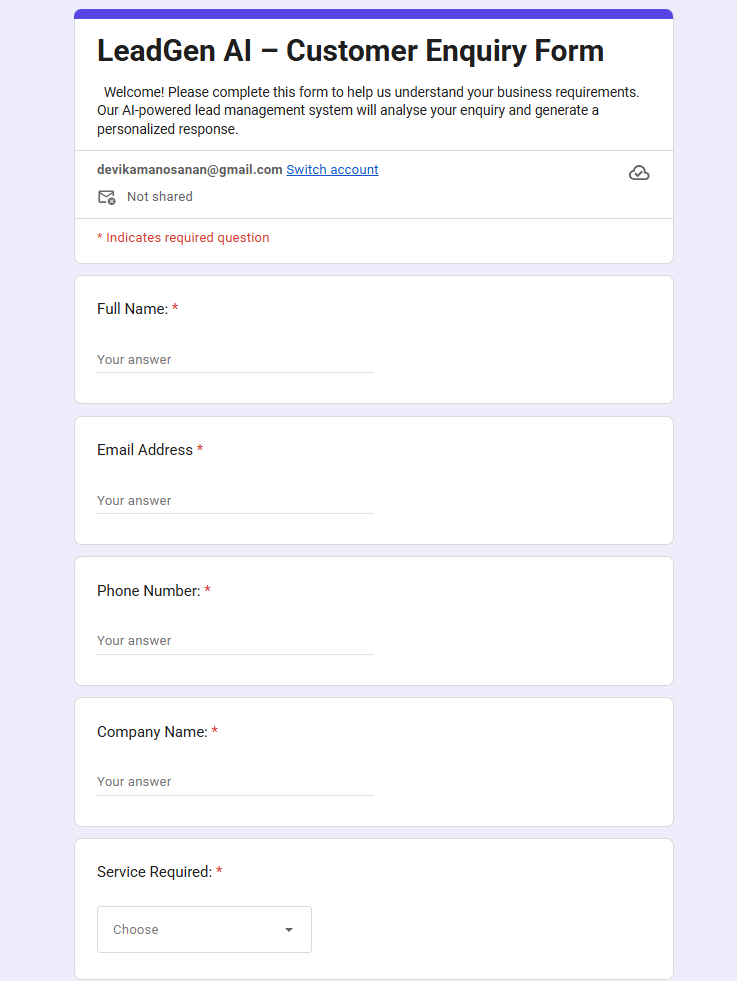 LeadGen AI – Customer Enquiry Form
Welcome! Please complete this form to help us understand your business requirements.
Our AI-powered lead management system will analyse your enquiry and generate a
personalized response.
devikamanosanan@gmail.com Switch account
Not shared
* Indicates required question
Full Name: *
Your answer
Email Address *
Your answer
Phone Number: *
Your answer
Company Name: *
Your answer
Service Required: *
Choose